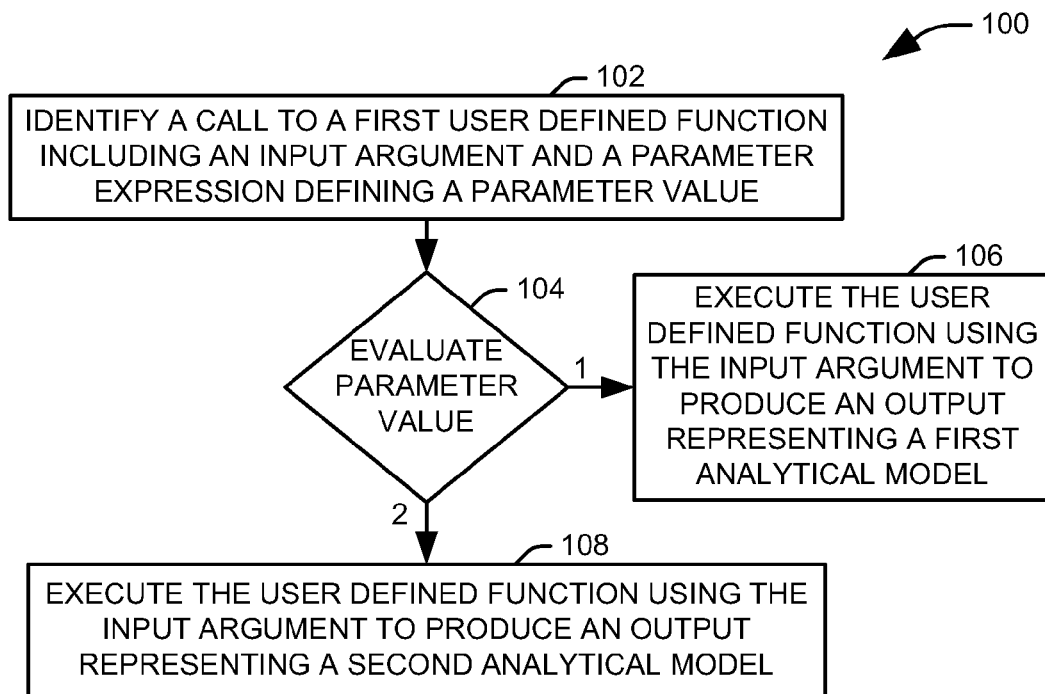 100
102
IDENTIFY A CALL TO A FIRST USER DEFINED FUNCTION
INCLUDING AN INPUT ARGUMENT AND A PARAMETER
EXPRESSION DEFINING A PARAMETER VALUE
104
EVALUATE
PARAMETER
VALUE
1
2
106
EXECUTE THE USER
DEFINED FUNCTION USING
THE INPUT ARGUMENT TO
PRODUCE AN OUTPUT
REPRESENTING A FIRST
ANALYTICAL MODEL
108
EXECUTE THE USER DEFINED FUNCTION USING THE
INPUT ARGUMENT TO PRODUCE AN OUTPUT
REPRESENTING A SECOND ANALYTICAL MODEL